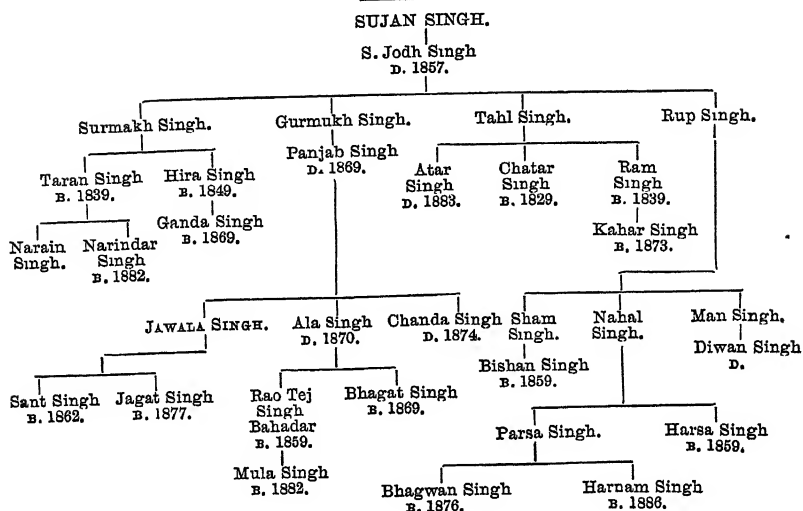 SUJAN SINGH.
S. Jodh Singh
D. 1857.
Surmakh Singh. Gurmukh Singh. Tahl Singh. Rup Singh.
Panjab Singh
D. 1869.
Taran Singh
B. 1839.
Hira Singh
B. 1849.
Atar
Singh
D. 1883.
Chatar
Singh
B. 1829.
Ram
Singh
B. 1839.
Narain
Singh.
Narindar
Singh
B. 1882.
Ganda Singh
B. 1869.
Kahar Singh
B. 1873.
JAWALA SINGH.
Ala Singh
D. 1870.
Chanda Singh
D. 1874.
Sham
Singh.
Nahal
Singh.
Man Singh.
Bishan Singh
B. 1859.
Diwan Singh
D.
Sant Singh
B. 1862.
Jagat Singh
B. 1877.
Rao Tej
Singh
Bahadar
B. 1859.
Bhagat Singh
B. 1869.
Parsa Singh.
Harsa Singh
B. 1859.
Mula Singh
B. 1882.
Bhagwan Singh
B. 1876.
Harnam Singh
B. 1886.